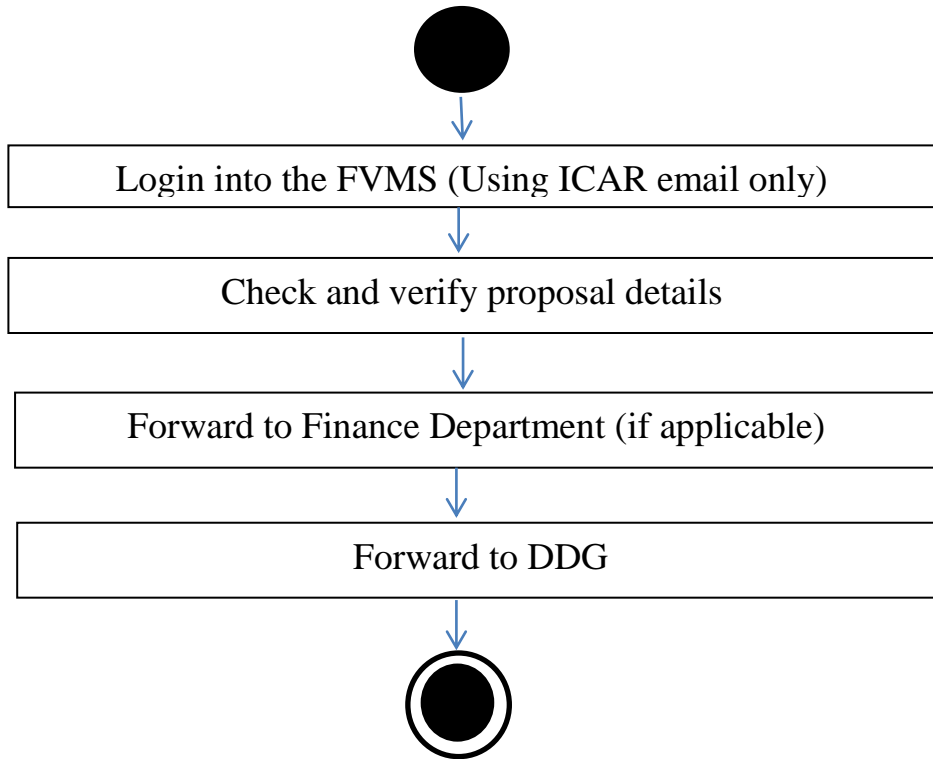 Login into the FVMS (Using ICAR email only)
Check and verify proposal details
Forward to Finance Department (if applicable)
Forward to DDG